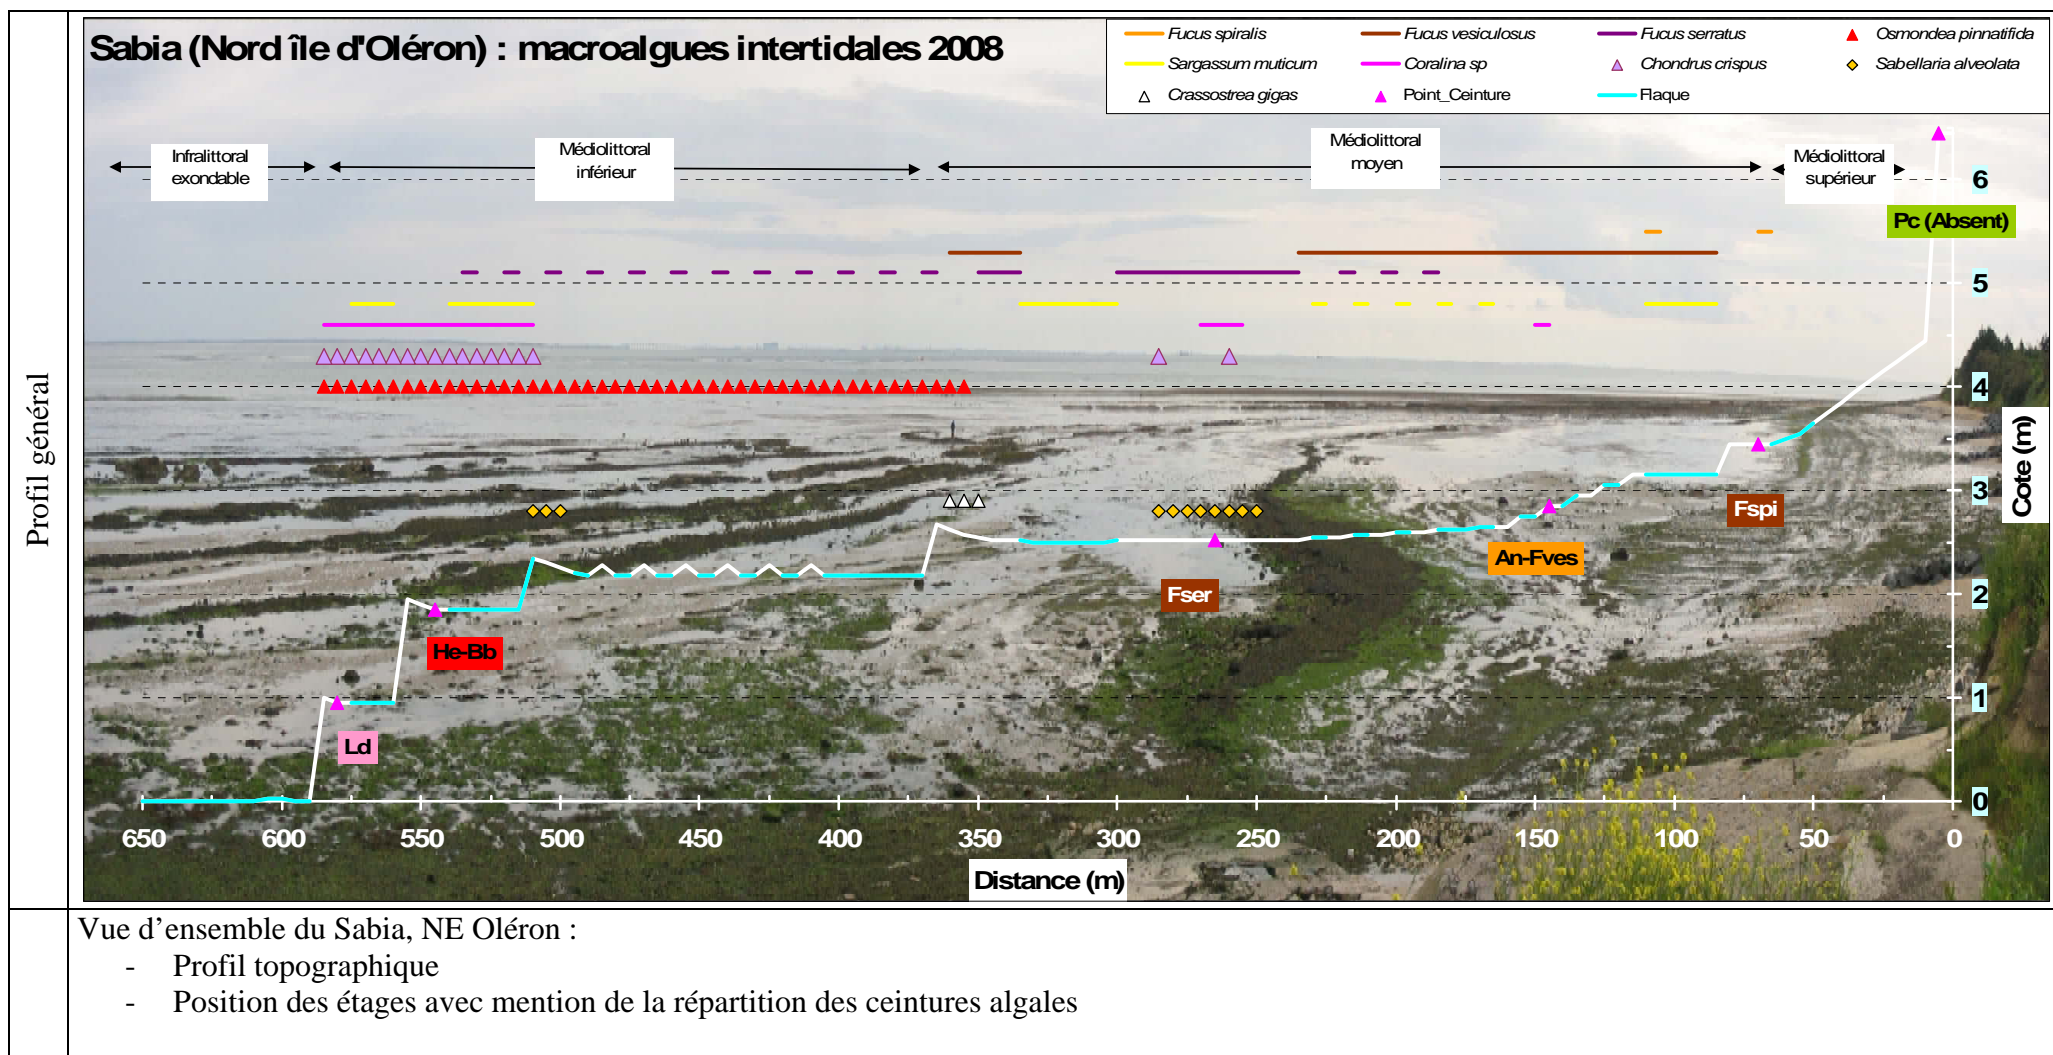 Profil général
Sabia (Nord île d'Oléron) : macroalgues intertidales 2008
Fucus spiralis
Fucus vesiculosus
Fucus serratus
Osmondea pinnatifida
Sargassum muticum
Coralina sp
Chondrus crispus
Sabellaria alveolata
Crassostrea gigas
Point_Ceinture
Flaque
Infralittoral
exondable
Médiolittoral
inférieur
Médiolittoral
moyen
Médiolittoral
supérieur
6
Pc (Absent)
5
4
3
2
1
0
Cote (m)
Fspi
An-Fves
Fser
He-Bb
Ld
650 600 550 500 450 400 350 300 250 200 150 100 50 0
Distance (m)
Vue d'ensemble du Sabia, NE Oléron :
- Profil topographique
- Position des étages avec mention de la répartition des ceintures algales